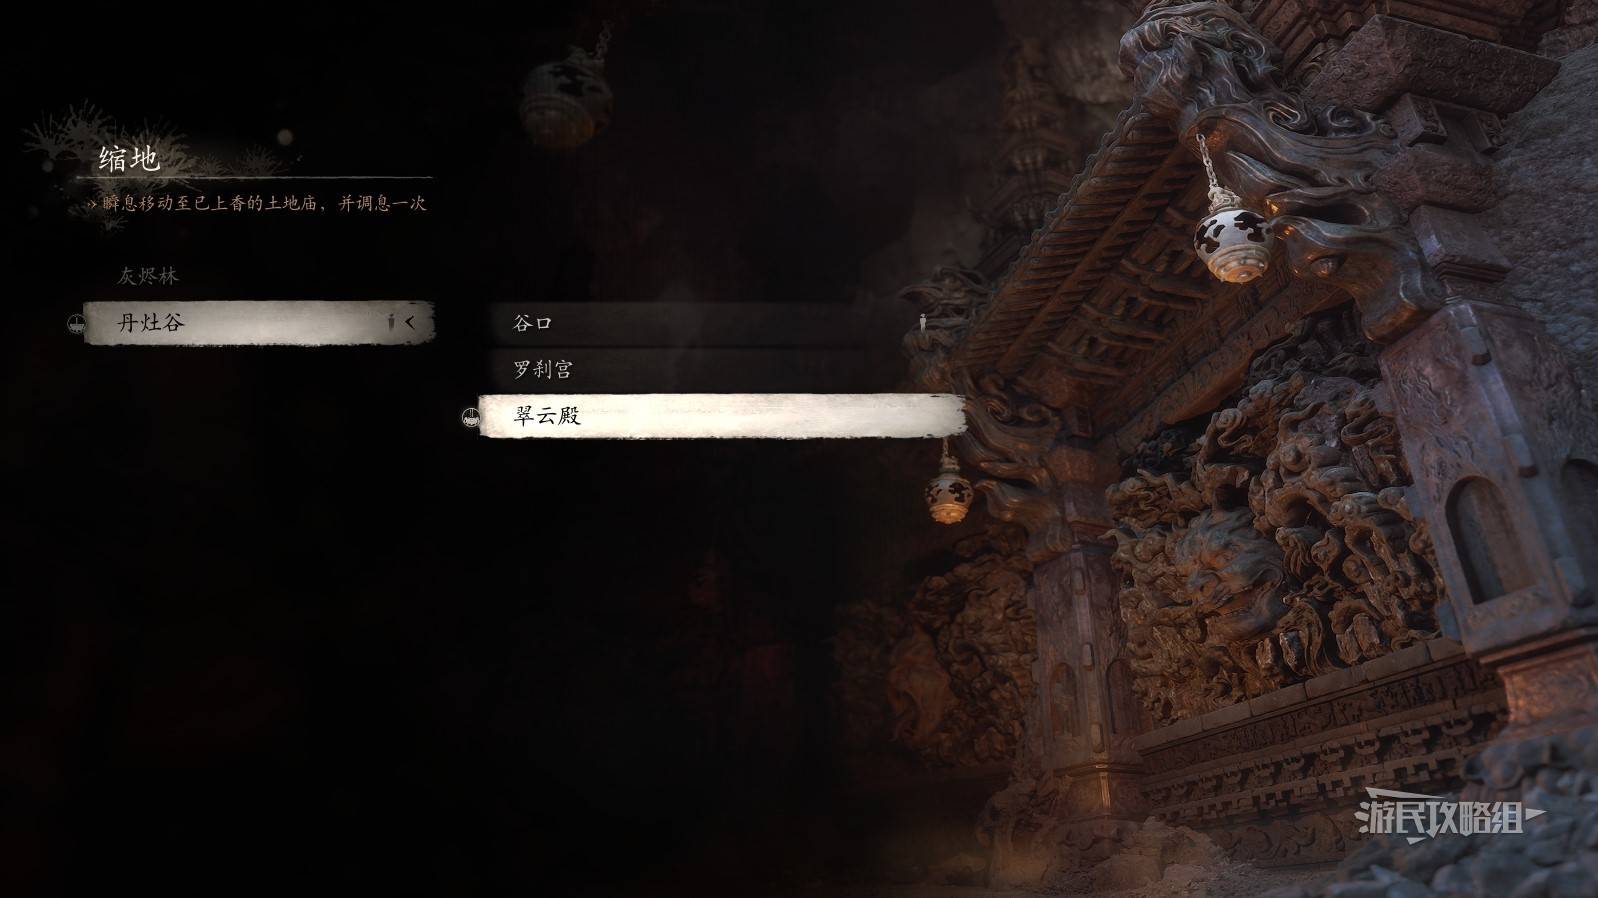 缩地
瞬息移动至已上香的土地庙，并调息一次
灰烬林
丹灶谷
谷口
罗刹宫
翠云殿
游民攻略组